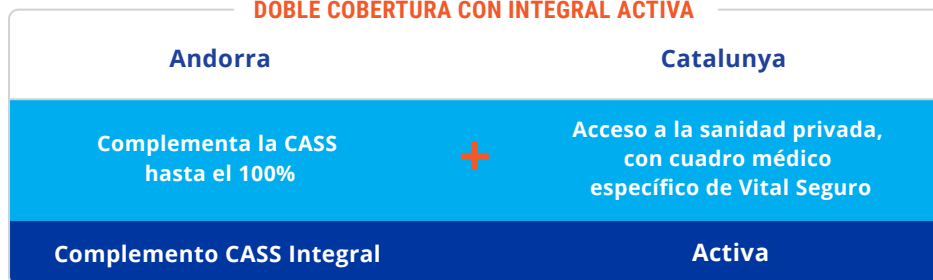 DOBLE COBERTURA CON INTEGRAL ACTIVA
Andorra
Catalunya
Complementa la CASS
hasta el 100%
+
Acceso a la sanidad privada,
con cuadro médico
específico de Vital Seguro
Complemento CASS Integral
Activa